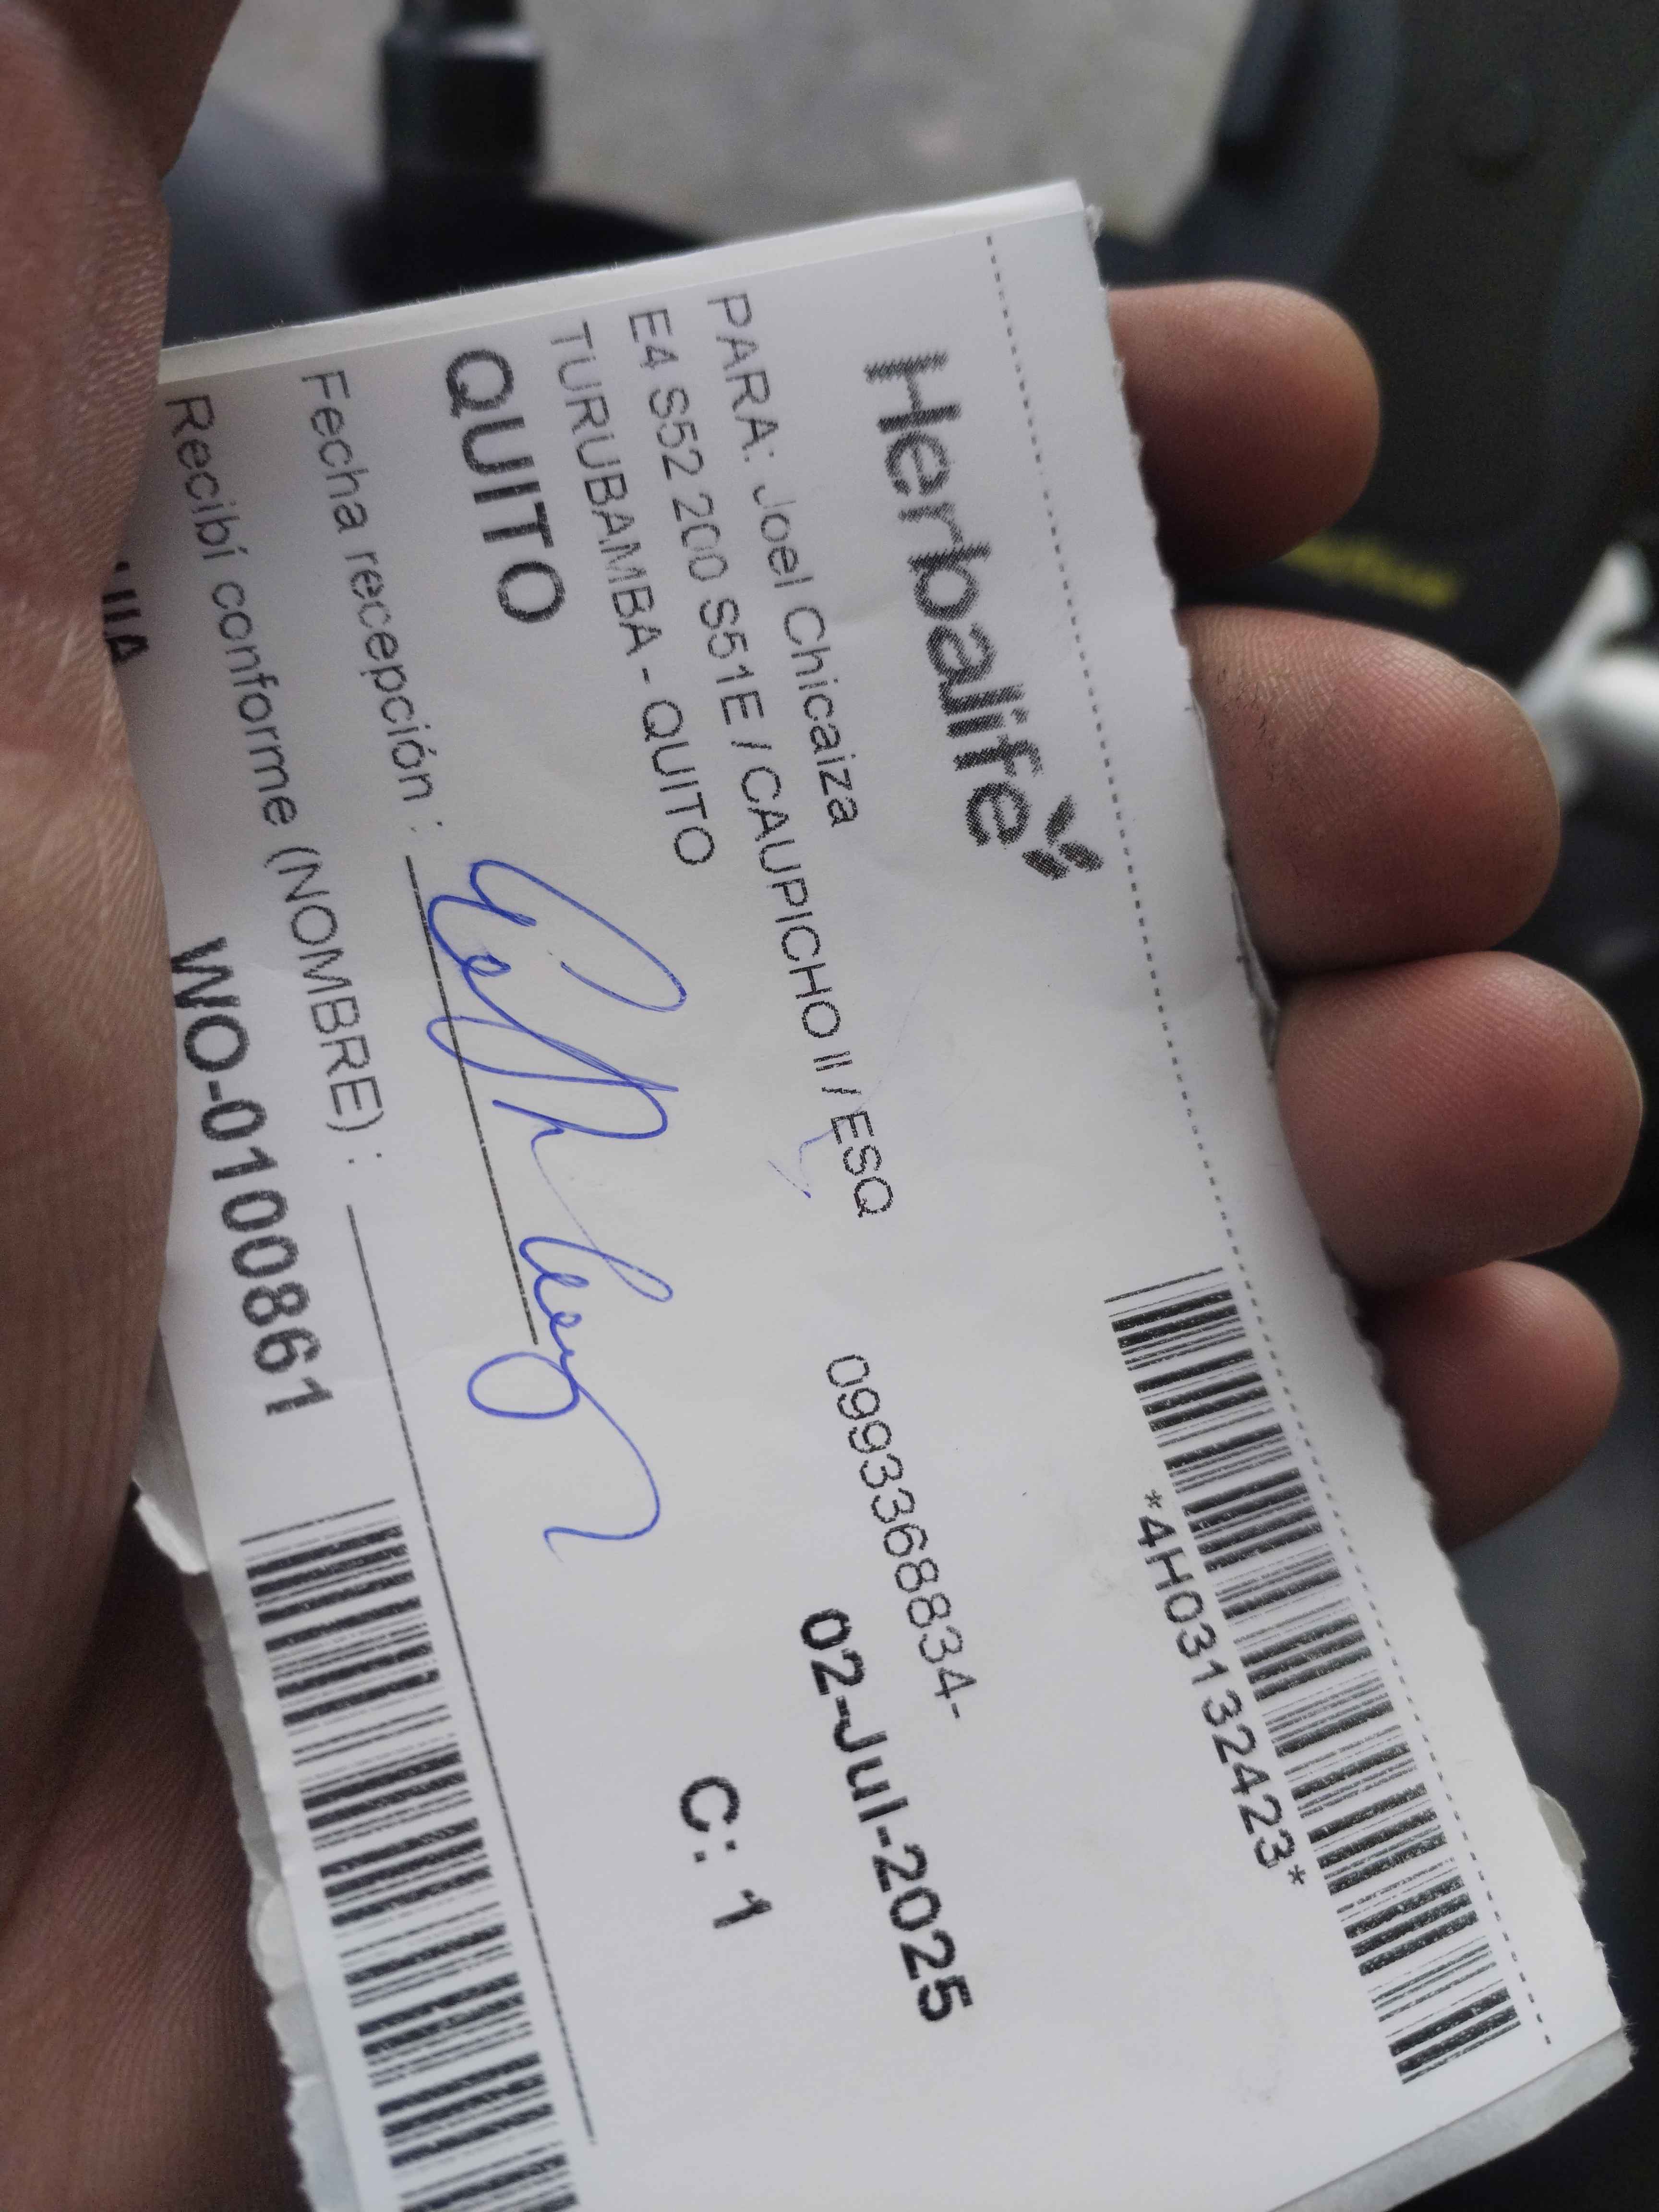 Herbalife
*4H03132423*
PARA: Joel Chicaiza
E4 S52 200 S51E / CAUPICHO II / ESQ
0993368834-
TURUBAMBA - QUITO
02-Jul-2025
QUITO
C: 1
Fecha recepción :
Recibí conforme (NOMBRE) :
WO-0100861